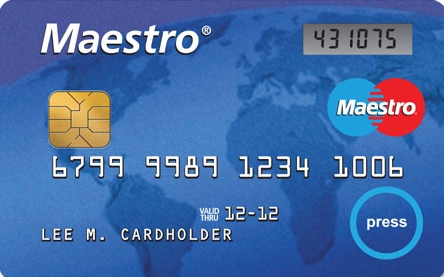 Maestro®
431075
Maestro
6799 9989 1234 1006
VALID THRU 12-12
press
LEE M. CARDHOLDER